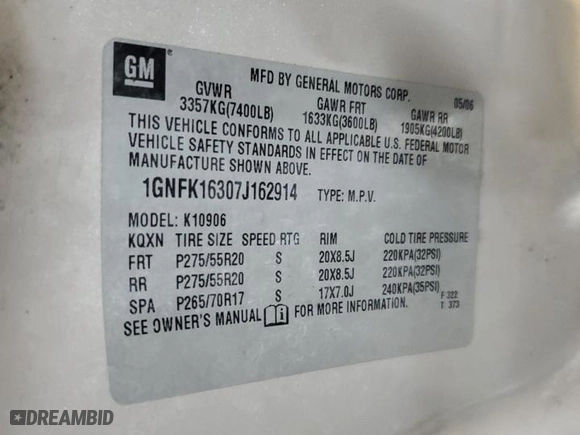 GM
MFD BY GENERAL MOTORS CORP. 05/06
GVWR GAWR FRT GAWR RR
3357KG(7400LB) 1633KG(3600LB) 1905KG(4200LB)
THIS VEHICLE CONFORMS TO ALL APPLICABLE U.S. FEDERAL MOTOR
VEHICLE SAFETY STANDARDS IN EFFECT ON THE DATE OF
MANUFACTURE SHOWN ABOVE.
1GNFK16307J162914 TYPE: M.P.V.
MODEL: K10906
KQXN TIRE SIZE SPEED RTG RIM COLD TIRE PRESSURE
FRT P275/55R20 S 20X8.5J 220KPA(32PSI)
RR P275/55R20 S 20X8.5J 220KPA(32PSI)
SPA P265/70R17 S 17X7.0J 240KPA(35PSI)
SEE OWNER'S MANUAL i FOR MORE INFORMATION.
F 322
T 373
DREAMBID